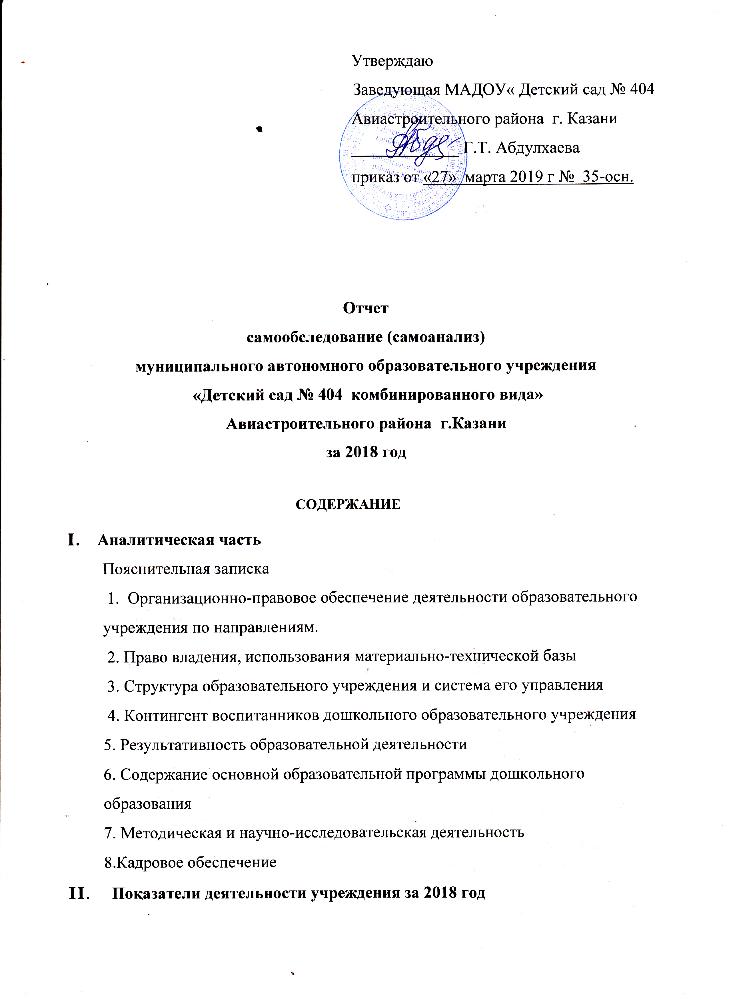 Утверждаю
Заведующая МАДОУ« Детский сад № 404
Авиастроительного района г. Казани
Г.Т. Абдулхаева
приказ от «27» марта 2019 г № 35-осн.
Отчет
самообследование (самоанализ)
муниципального автономного образовательного учреждения
«Детский сад № 404 комбинированного вида»
Авиастроительного района г.Казани
за 2018 год
СОДЕРЖАНИЕ
I. Аналитическая часть
Пояснительная записка
1. Организационно-правовое обеспечение деятельности образовательного
учреждения по направлениям.
2. Право владения, использования материально-технической базы
3. Структура образовательного учреждения и система его управления
4. Контингент воспитанников дошкольного образовательного учреждения
5. Результативность образовательной деятельности
6. Содержание основной образовательной программы дошкольного
образования
7. Методическая и научно-исследовательская деятельность
8.Кадровое обеспечение
II. Показатели деятельности учреждения за 2018 год